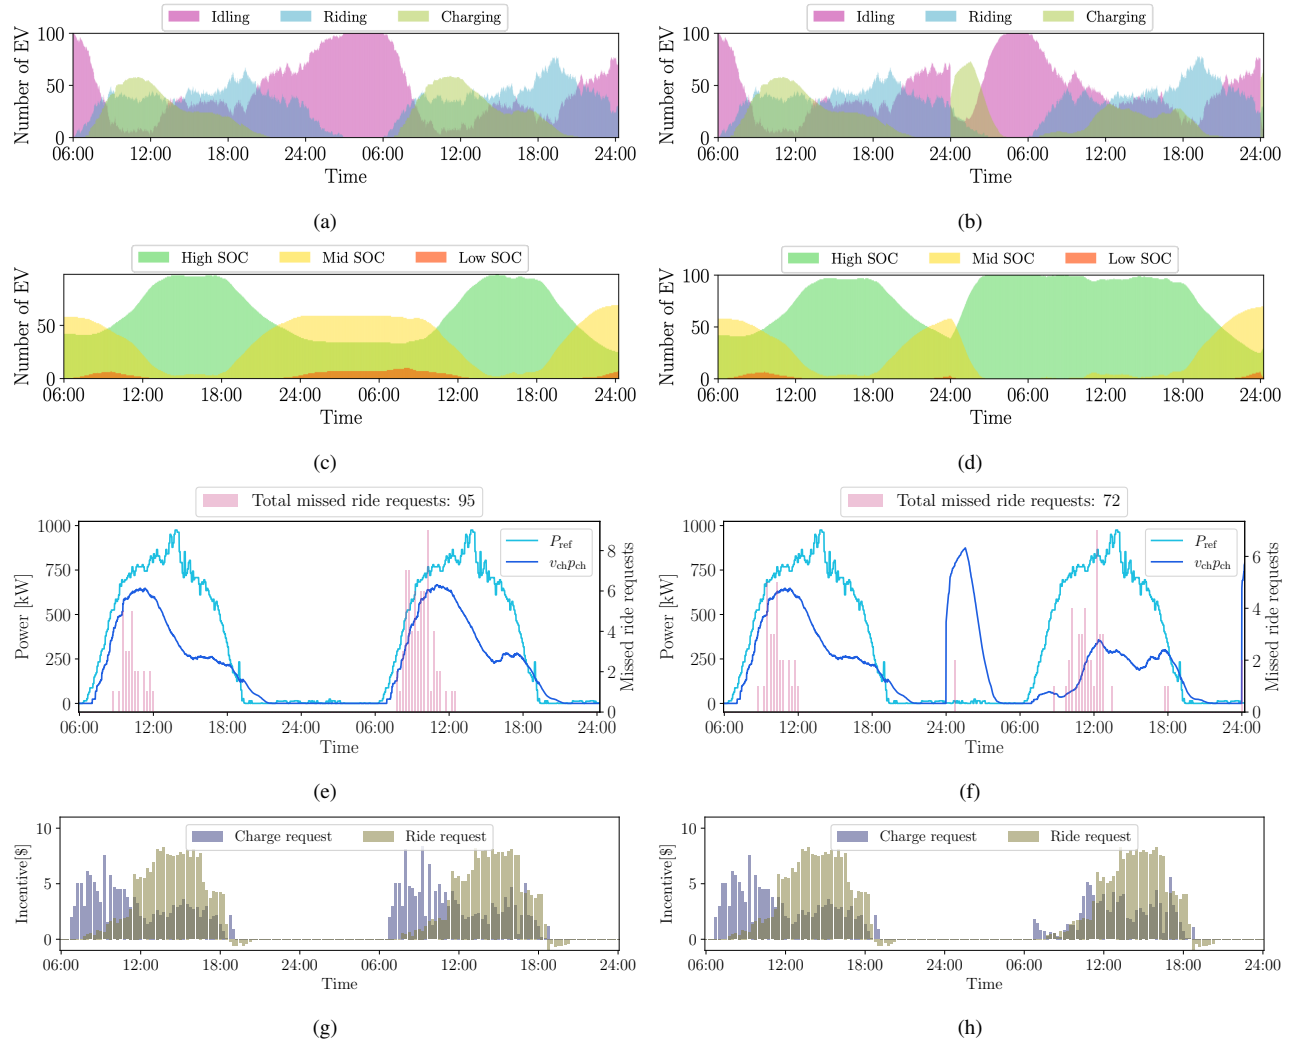 Idling Riding Charging
Number of EV
100
50
0
06:00 12:00 18:00 24:00 06:00 12:00 18:00 24:00
Time
(a)
Idling Riding Charging
Number of EV
100
50
0
06:00 12:00 18:00 24:00 06:00 12:00 18:00 24:00
Time
(b)
High SOC Mid SOC Low SOC
Number of EV
50
0
06:00 12:00 18:00 24:00 06:00 12:00 18:00 24:00
Time
(c)
High SOC Mid SOC Low SOC
Number of EV
100
50
0
06:00 12:00 18:00 24:00 06:00 12:00 18:00 24:00
Time
(d)
Total missed ride requests: 95
Power [kW]
1000
750
500
250
0
P_ref
v_ch p_ch
8
6
4
2
0
Missed ride requests
06:00 12:00 18:00 24:00 06:00 12:00 18:00 24:00
Time
(e)
Total missed ride requests: 72
Power [kW]
1000
750
500
250
0
P_ref
v_ch p_ch
6
4
2
0
Missed ride requests
06:00 12:00 18:00 24:00 06:00 12:00 18:00 24:00
Time
(f)
Charge request Ride request
Incentive[$]
10
5
0
06:00 12:00 18:00 24:00 06:00 12:00 18:00 24:00
Time
(g)
Charge request Ride request
Incentive[$]
10
5
0
06:00 12:00 18:00 24:00 06:00 12:00 18:00 24:00
Time
(h)